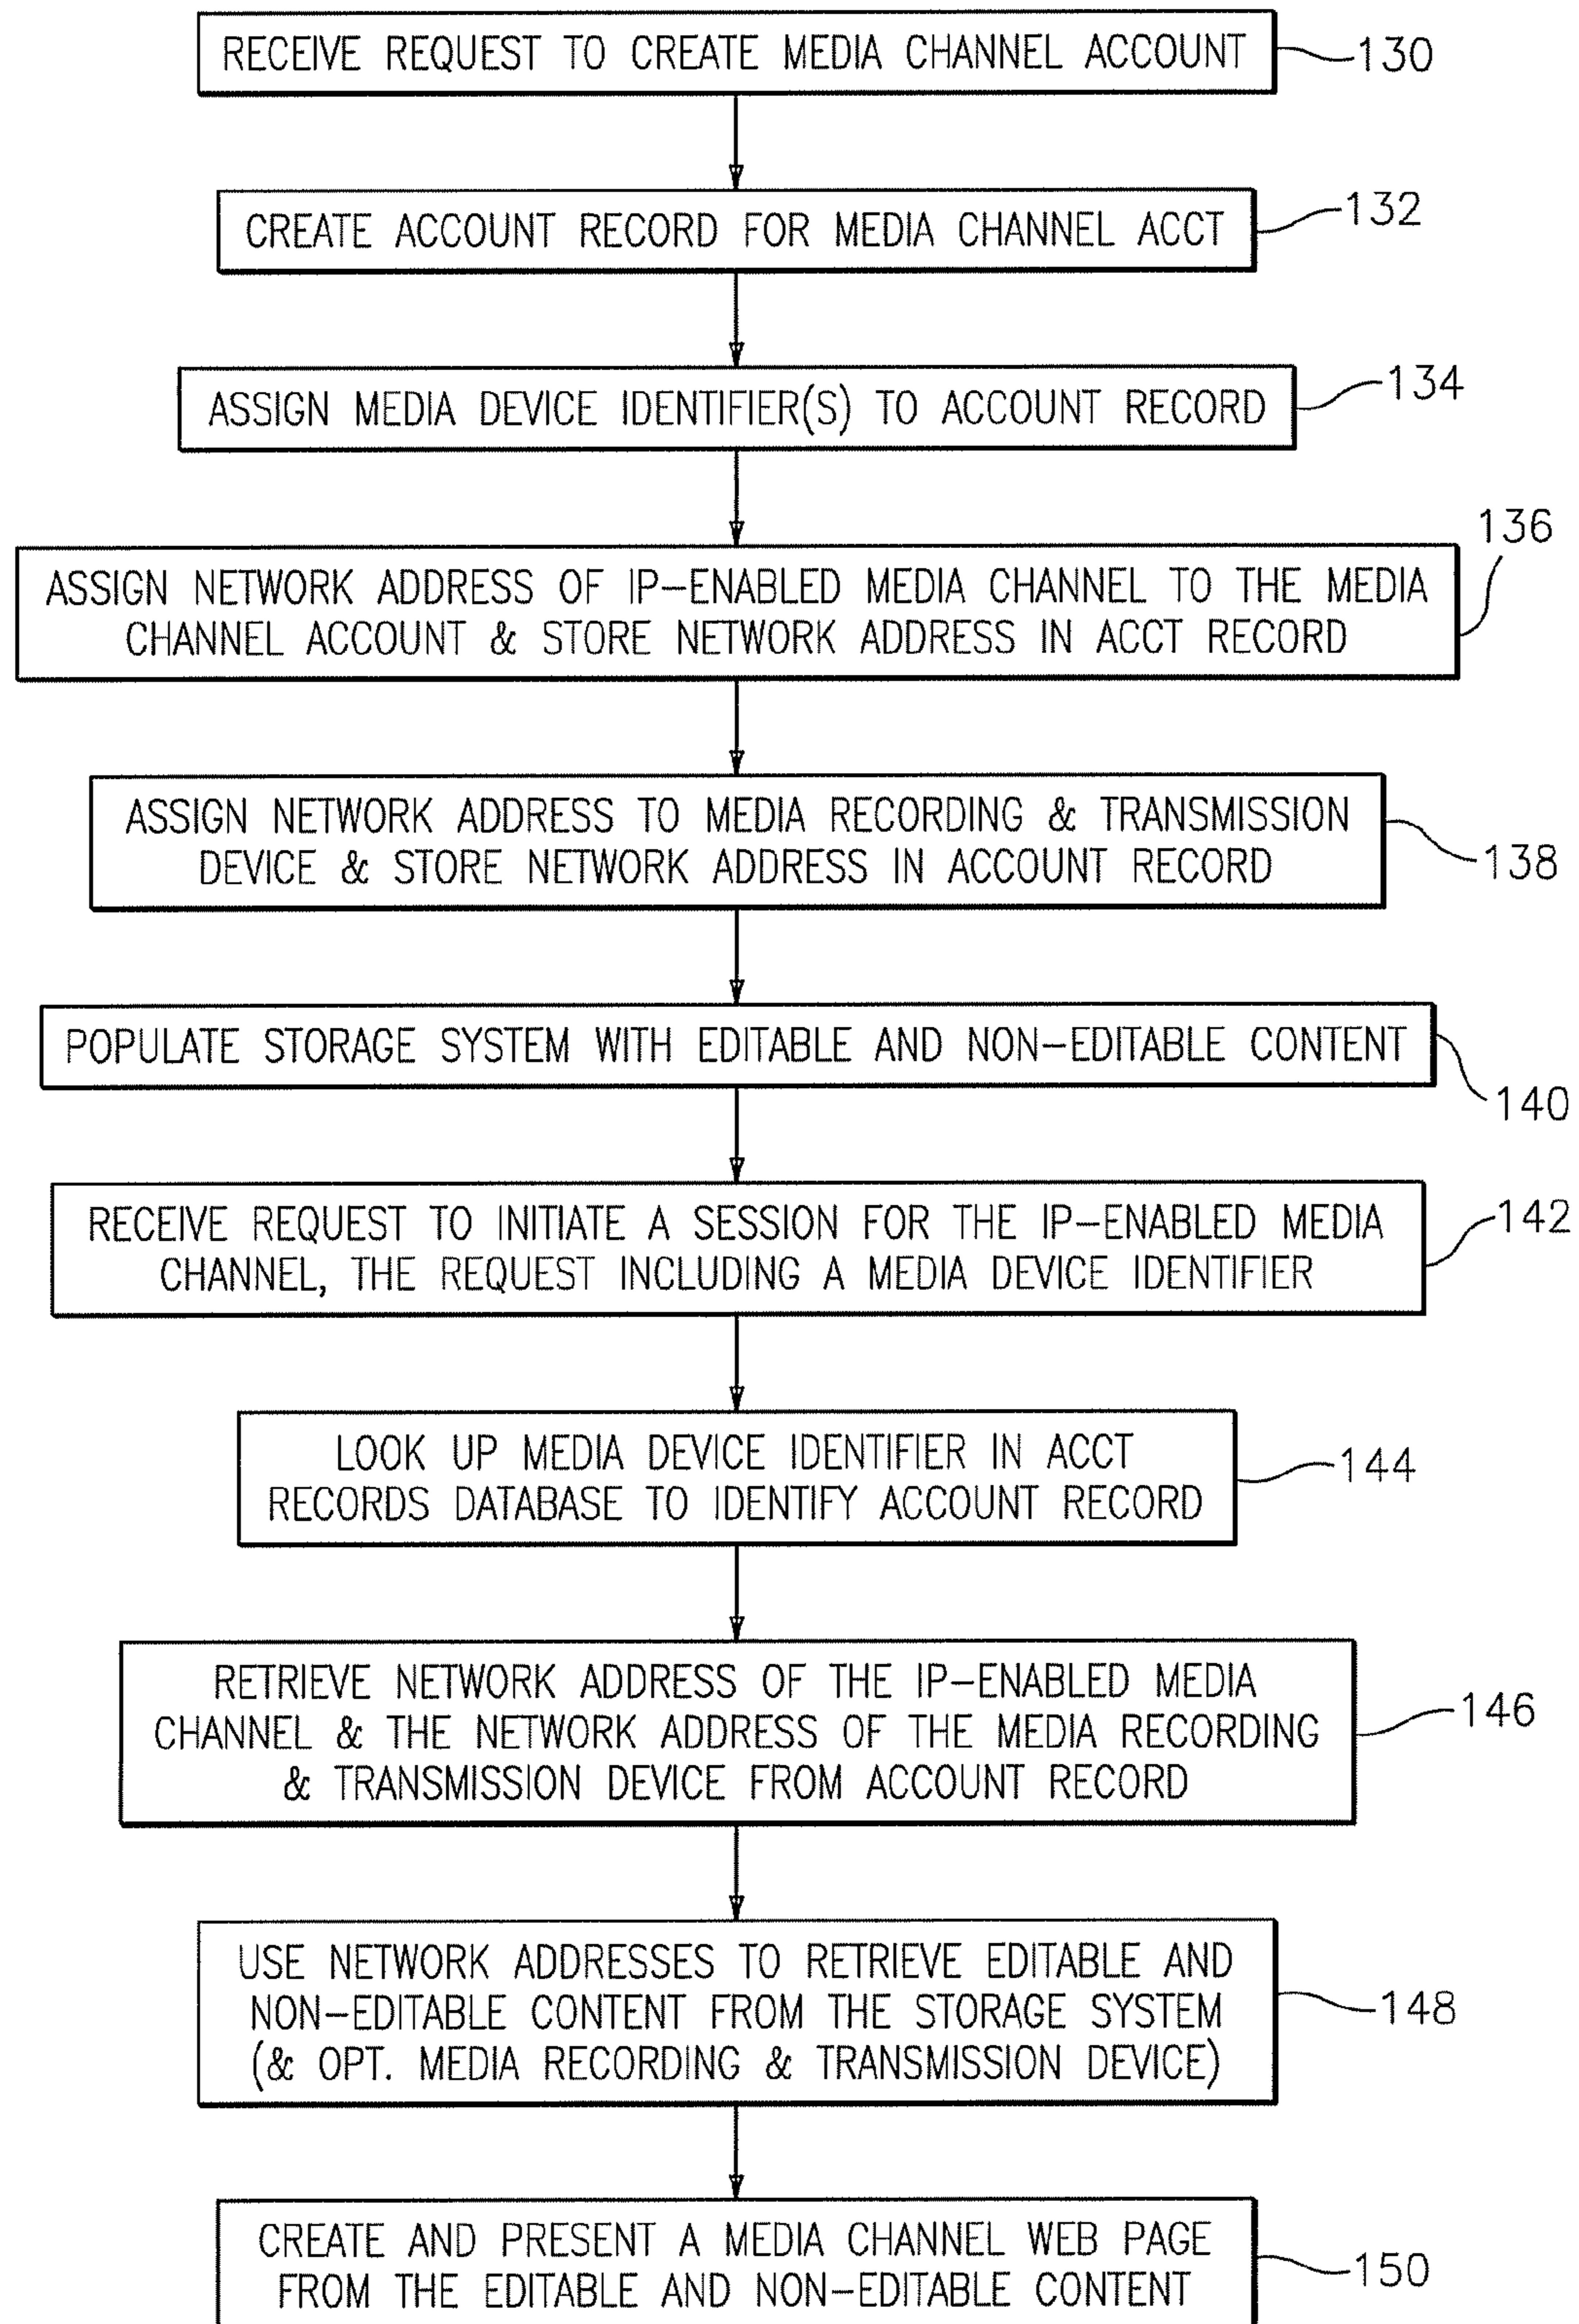 RECEIVE REQUEST TO CREATE MEDIA CHANNEL ACCOUNT
130
CREATE ACCOUNT RECORD FOR MEDIA CHANNEL ACCT
132
ASSIGN MEDIA DEVICE IDENTIFIER(S) TO ACCOUNT RECORD
134
ASSIGN NETWORK ADDRESS OF IP-ENABLED MEDIA CHANNEL TO THE MEDIA
CHANNEL ACCOUNT & STORE NETWORK ADDRESS IN ACCT RECORD
136
ASSIGN NETWORK ADDRESS TO MEDIA RECORDING & TRANSMISSION
DEVICE & STORE NETWORK ADDRESS IN ACCOUNT RECORD
138
POPULATE STORAGE SYSTEM WITH EDITABLE AND NON-EDITABLE CONTENT
140
RECEIVE REQUEST TO INITIATE A SESSION FOR THE IP-ENABLED MEDIA
CHANNEL, THE REQUEST INCLUDING A MEDIA DEVICE IDENTIFIER
142
LOOK UP MEDIA DEVICE IDENTIFIER IN ACCT
RECORDS DATABASE TO IDENTIFY ACCOUNT RECORD
144
RETRIEVE NETWORK ADDRESS OF THE IP-ENABLED MEDIA
CHANNEL & THE NETWORK ADDRESS OF THE MEDIA RECORDING
& TRANSMISSION DEVICE FROM ACCOUNT RECORD
146
USE NETWORK ADDRESSES TO RETRIEVE EDITABLE AND
NON-EDITABLE CONTENT FROM THE STORAGE SYSTEM
(& OPT. MEDIA RECORDING & TRANSMISSION DEVICE)
148
CREATE AND PRESENT A MEDIA CHANNEL WEB PAGE
FROM THE EDITABLE AND NON-EDITABLE CONTENT
150